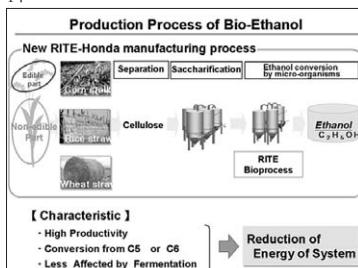 Production Process of Bio-Ethanol
New RITE-Honda manufacturing process
Edible
part
Corn stalk
Separation
Saccharification
Ethanol conversion
by micro-organisms
Non-edible
Part
Rice straw
Cellulose
Ethanol
C₂H₅OH
RITE
Bioprocess
Wheat straw
【 Characteristic 】
・High Productivity
・Conversion from C5 or C6
・Less Affected by Fermentation
Reduction of
Energy of System